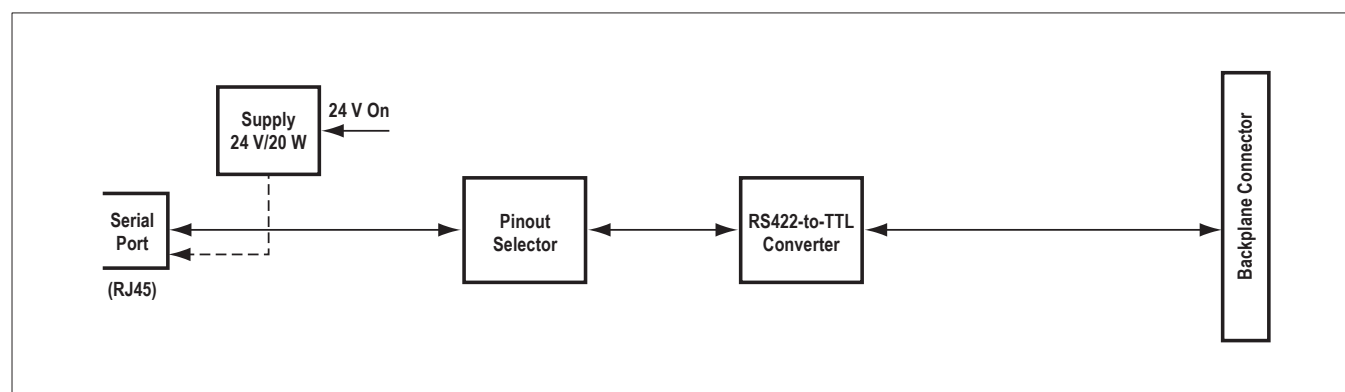 Supply
24 V/20 W
24 V On
Serial
Port
(RJ45)
Pinout
Selector
RS422-to-TTL
Converter
Backplane Connector